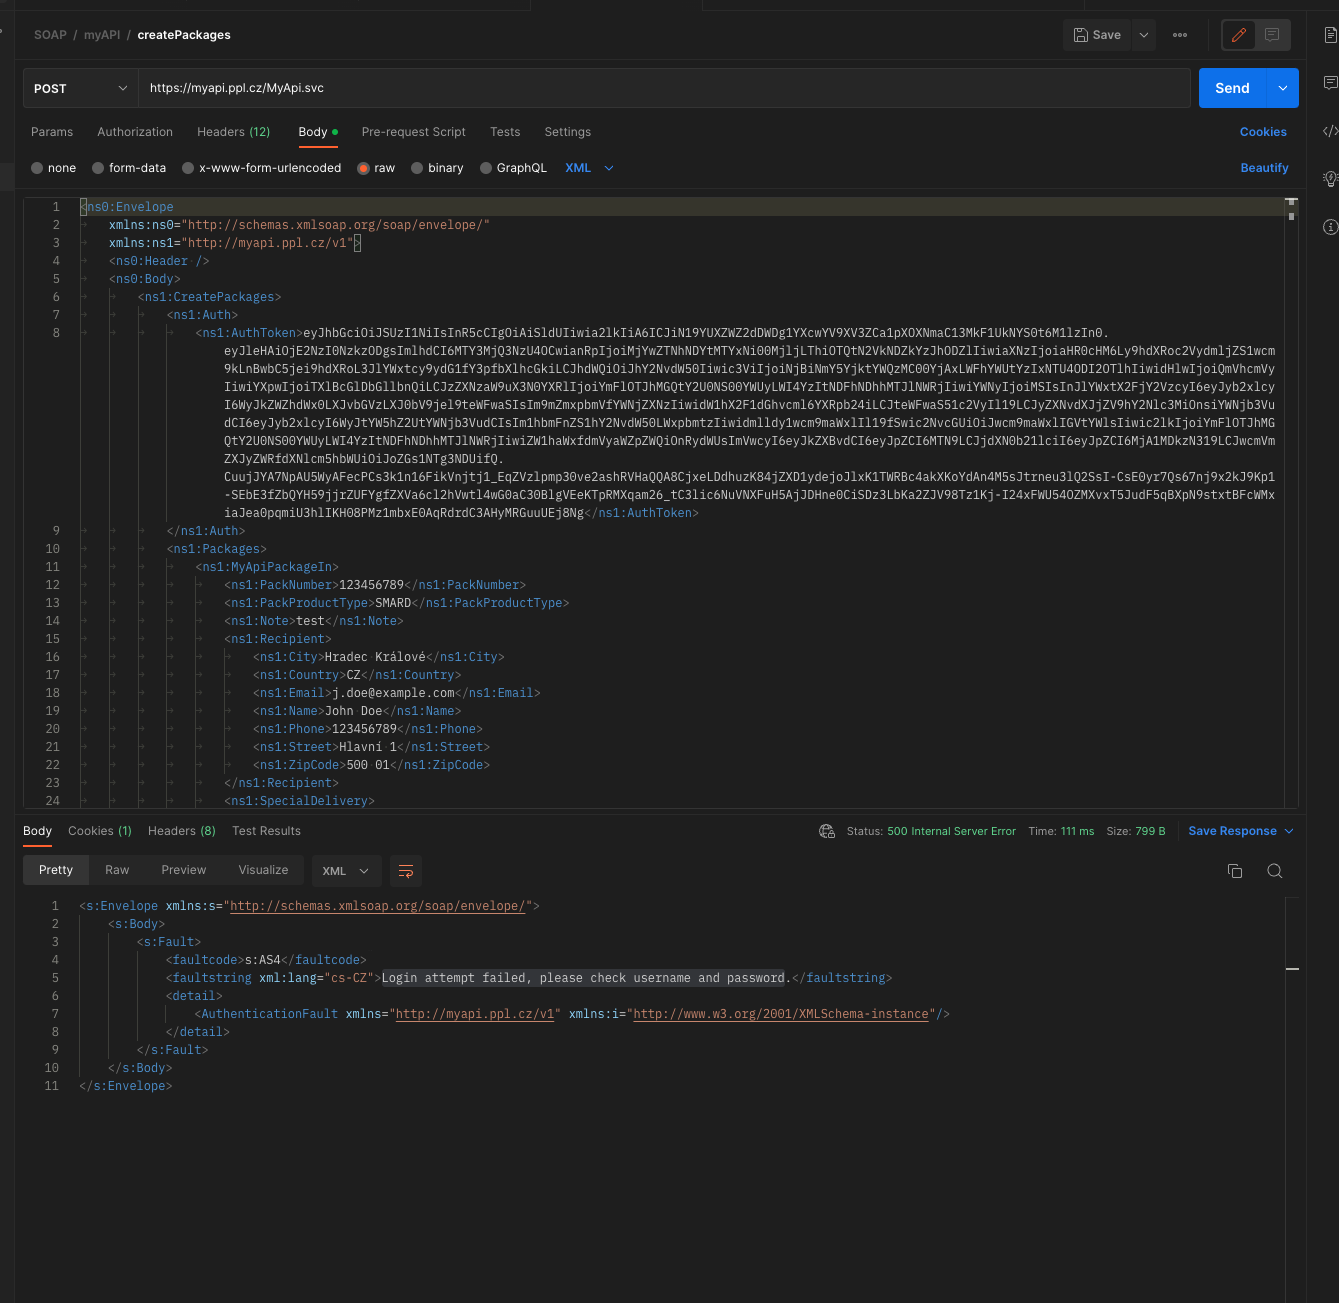 SOAP / myAPI / createPackages
Save
POST
https://myapi.ppl.cz/MyApi.svc
Send
Params Authorization Headers (12) Body Pre-request Script Tests Settings Cookies
none form-data x-www-form-urlencoded raw binary GraphQL XML Beautify
1 <ns0:Envelope
2 xmlns:ns0="http://schemas.xmlsoap.org/soap/envelope/"
3 xmlns:ns1="http://myapi.ppl.cz/v1">
4 <ns0:Header />
5 <ns0:Body>
6 <ns1:CreatePackages>
7 <ns1:Auth>
8 <ns1:AuthToken>
</ns1:AuthToken>
9 </ns1:Auth>
10 <ns1:Packages>
11 <ns1:MyApiPackageIn>
12 <ns1:PackNumber>123456789</ns1:PackNumber>
13 <ns1:PackProductType>SMARD</ns1:PackProductType>
14 <ns1:Note>test</ns1:Note>
15 <ns1:Recipient>
16 <ns1:City>Hradec Králové</ns1:City>
17 <ns1:Country>CZ</ns1:Country>
18 <ns1:Email>j.doe@example.com</ns1:Email>
19 <ns1:Name>John Doe</ns1:Name>
20 <ns1:Phone>123456789</ns1:Phone>
21 <ns1:Street>Hlavní 1</ns1:Street>
22 <ns1:ZipCode>500 01</ns1:ZipCode>
23 </ns1:Recipient>
24 <ns1:SpecialDelivery>
Body Cookies (1) Headers (8) Test Results Status: 500 Internal Server Error Time: 111 ms Size: 799 B Save Response
Pretty Raw Preview Visualize XML
1 <s:Envelope xmlns:s="http://schemas.xmlsoap.org/soap/envelope/">
2 <s:Body>
3 <s:Fault>
4 <faultcode>s:AS4</faultcode>
5 <faultstring xml:lang="cs-CZ">Login attempt failed, please check username and password.</faultstring>
6 <detail>
7 <AuthenticationFault xmlns="http://myapi.ppl.cz/v1" xmlns:i="http://www.w3.org/2001/XMLSchema-instance"/>
8 </detail>
9 </s:Fault>
10 </s:Body>
11 </s:Envelope>